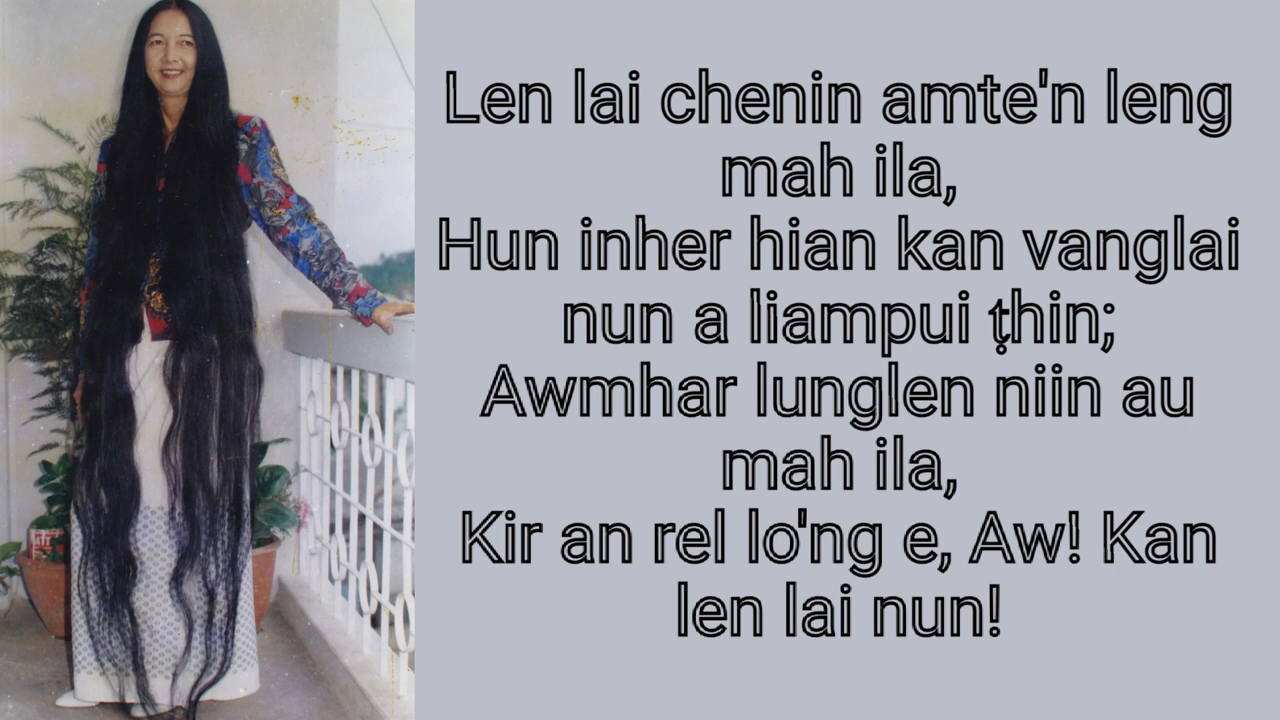 Len lai chenin amte'n leng
mah ila,
Hun inher hian kan vanglai
nun a liampui ṭhin;
Awmhar lunglen niin au
mah ila,
Kir an rel lo'ng e, Aw! Kan
len lai nun!